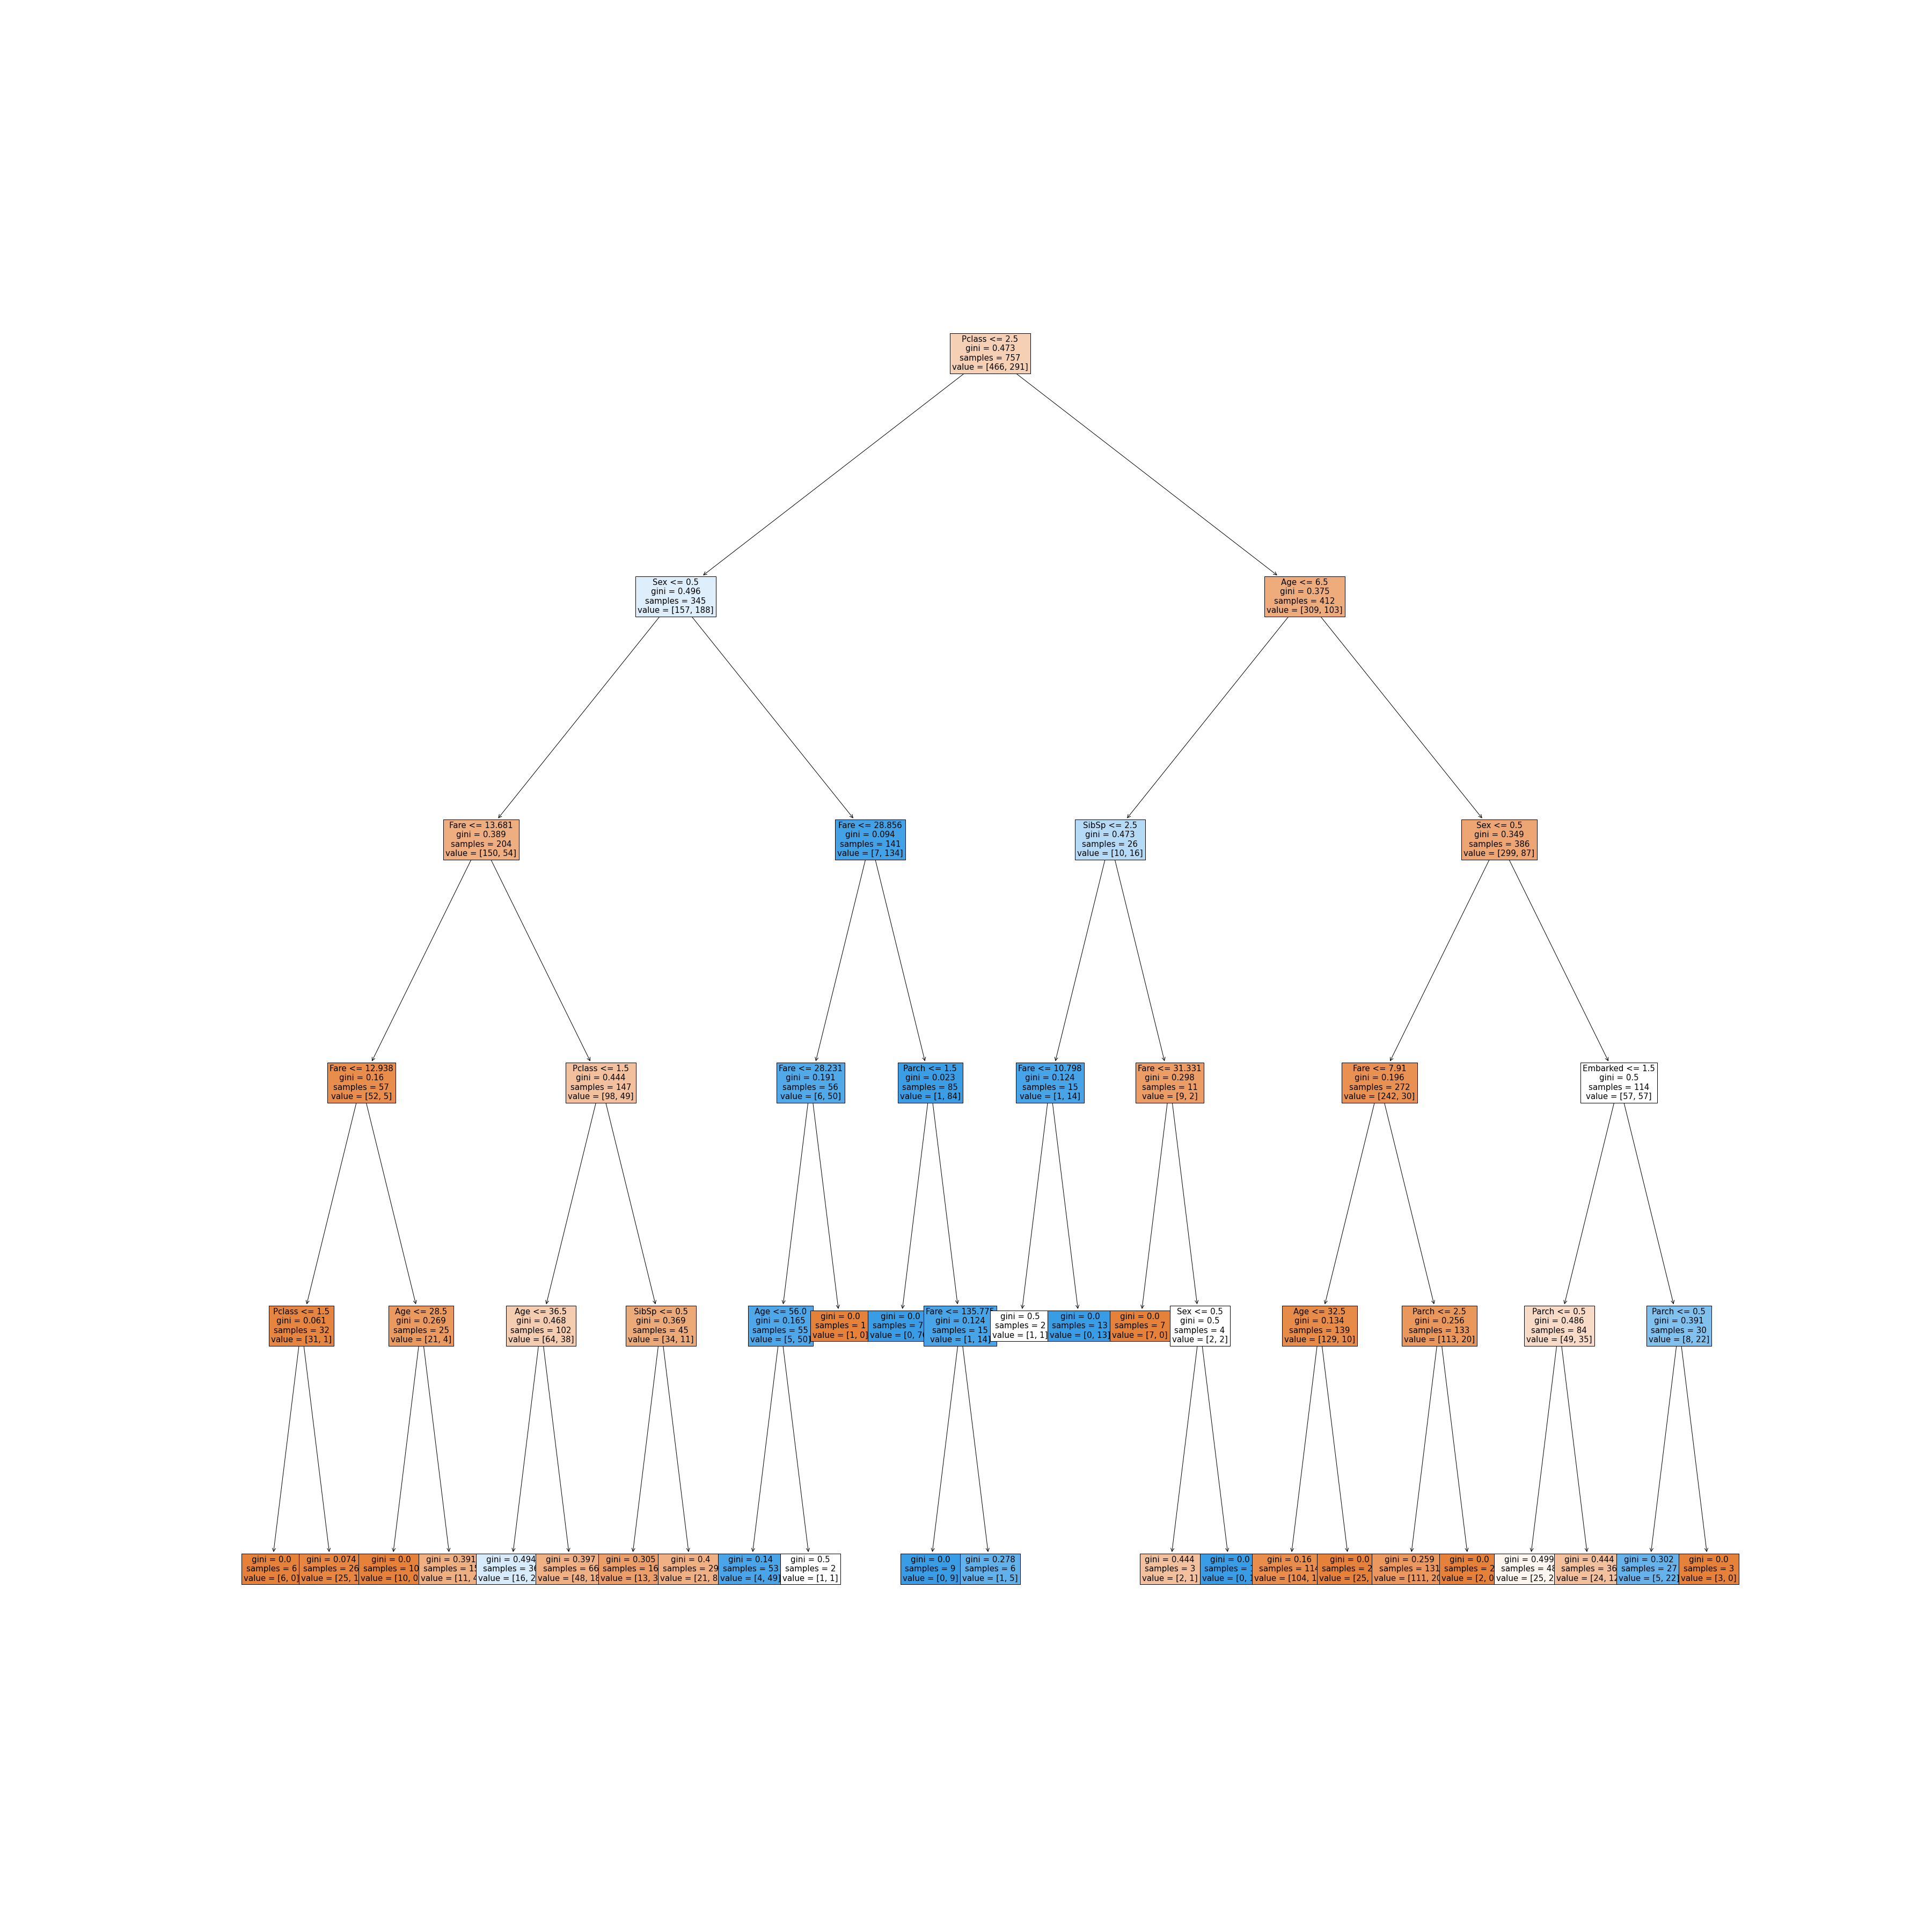 Pclass <= 2.5
gini = 0.473
samples = 757
value = [466, 291]
Sex <= 0.5
gini = 0.496
samples = 345
value = [157, 188]
Age <= 6.5
gini = 0.375
samples = 412
value = [309, 103]
Fare <= 13.681
gini = 0.389
samples = 204
value = [150, 54]
Fare <= 28.856
gini = 0.094
samples = 141
value = [7, 134]
SibSp <= 2.5
gini = 0.473
samples = 26
value = [10, 16]
Sex <= 0.5
gini = 0.349
samples = 386
value = [299, 87]
Fare <= 12.938
gini = 0.16
samples = 57
value = [52, 5]
Pclass <= 1.5
gini = 0.444
samples = 147
value = [98, 49]
Fare <= 28.231
gini = 0.191
samples = 56
value = [6, 50]
Parch <= 1.5
gini = 0.023
samples = 85
value = [1, 84]
Fare <= 10.798
gini = 0.124
samples = 15
value = [1, 14]
Fare <= 31.331
gini = 0.298
samples = 11
value = [9, 2]
Fare <= 7.91
gini = 0.196
samples = 272
value = [242, 30]
Embarked <= 1.5
gini = 0.5
samples = 114
value = [57, 57]
Pclass <= 1.5
gini = 0.061
samples = 32
value = [31, 1]
Age <= 28.5
gini = 0.269
samples = 25
value = [21, 4]
Age <= 36.5
gini = 0.468
samples = 102
value = [64, 38]
SibSp <= 0.5
gini = 0.369
samples = 45
value = [34, 11]
Age <= 56.0
gini = 0.165
samples = 55
value = [5, 50]
gini = 0.0
samples = 1
value = [1, 0]
gini = 0.0
samples =
value = [0,
Fare <= 135.775
gini = 0.124
samples = 15
value = [1, 14]
gini = 0.5
samples = 2
value = [1, 1]
gini = 0.0
samples = 13
value = [0, 13]
gini = 0.0
samples = 7
value = [7, 0]
Sex <= 0.5
gini = 0.5
samples = 4
value = [2, 2]
Age <= 32.5
gini = 0.134
samples = 139
value = [129, 10]
Parch <= 2.5
gini = 0.256
samples = 133
value = [113, 20]
Parch <= 0.5
gini = 0.486
samples = 84
value = [49, 35]
Parch <= 0.5
gini = 0.391
samples = 30
value = [8, 22]
gini = 0.0
samples = 6
value = [6, 0]
gini = 0.074
samples = 26
value = [25, 1
gini = 0.0
samples = 10
value = [10, 0
gini = 0.391
samples =
value = [11,
gini = 0.494
samples =
value = [16,
gini = 0.397
samples = 66
value = [48, 18
gini = 0.305
samples = 16
value = [13, 3
gini = 0.4
samples = 29
value = [21, 8
gini = 0.14
samples = 53
value = [4, 49]
gini = 0.5
samples = 2
value = [1, 1]
gini = 0.0
samples = 9
value = [0, 9]
gini = 0.278
samples = 6
value = [1, 5]
gini = 0.444
samples = 3
value = [2, 1]
gini = 0.0
samples =
value = [0,
gini = 0.16
samples = 114
value = [104,
gini = 0.0
samples =
value = [25,
gini = 0.259
samples = 131
value = [111, 20
gini = 0.0
samples = 2
value = [2, 0
gini = 0.499
samples = 48
value = [25,
gini = 0.444
samples = 36
value = [24, 12
gini = 0.302
samples = 27
value = [5, 22]
gini = 0.0
samples = 3
value = [3, 0]